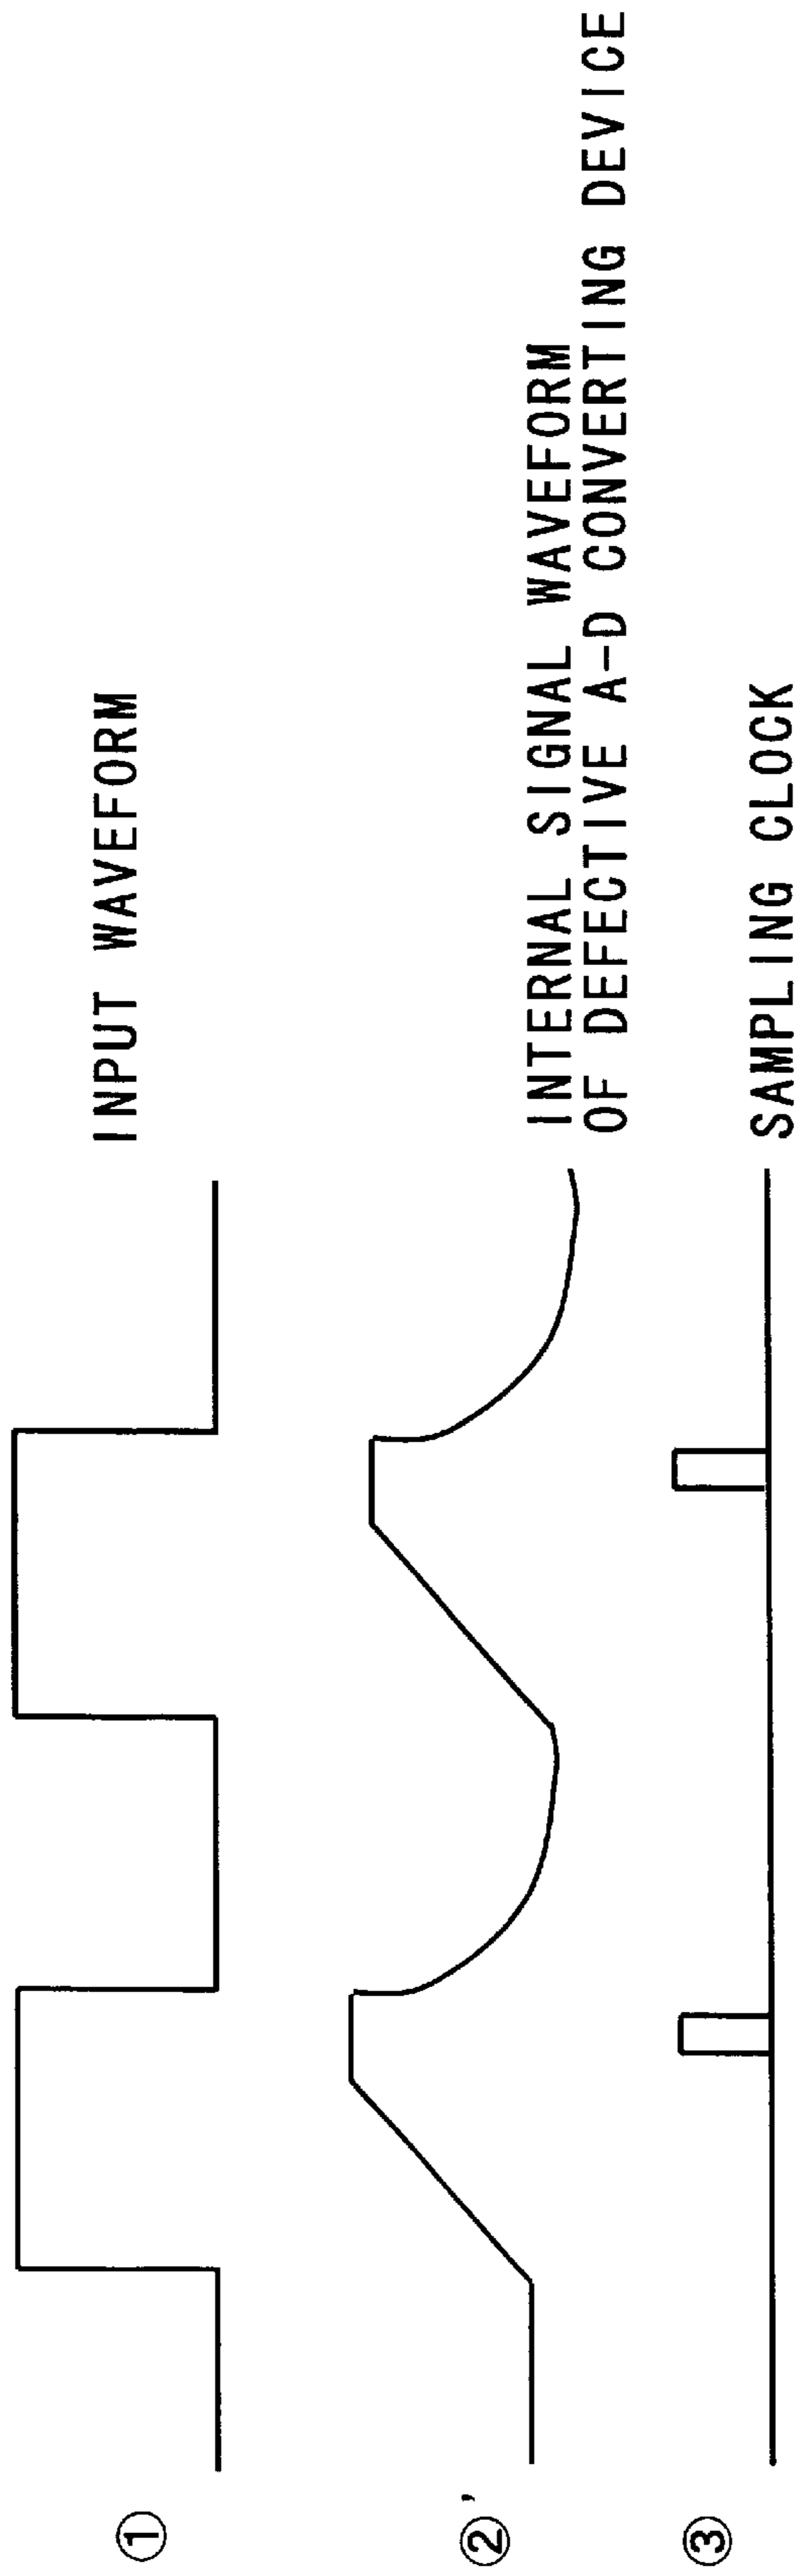 ① INPUT WAVEFORM
②' INTERNAL SIGNAL WAVEFORM
OF DEFECTIVE A-D CONVERTING DEVICE
③ SAMPLING CLOCK